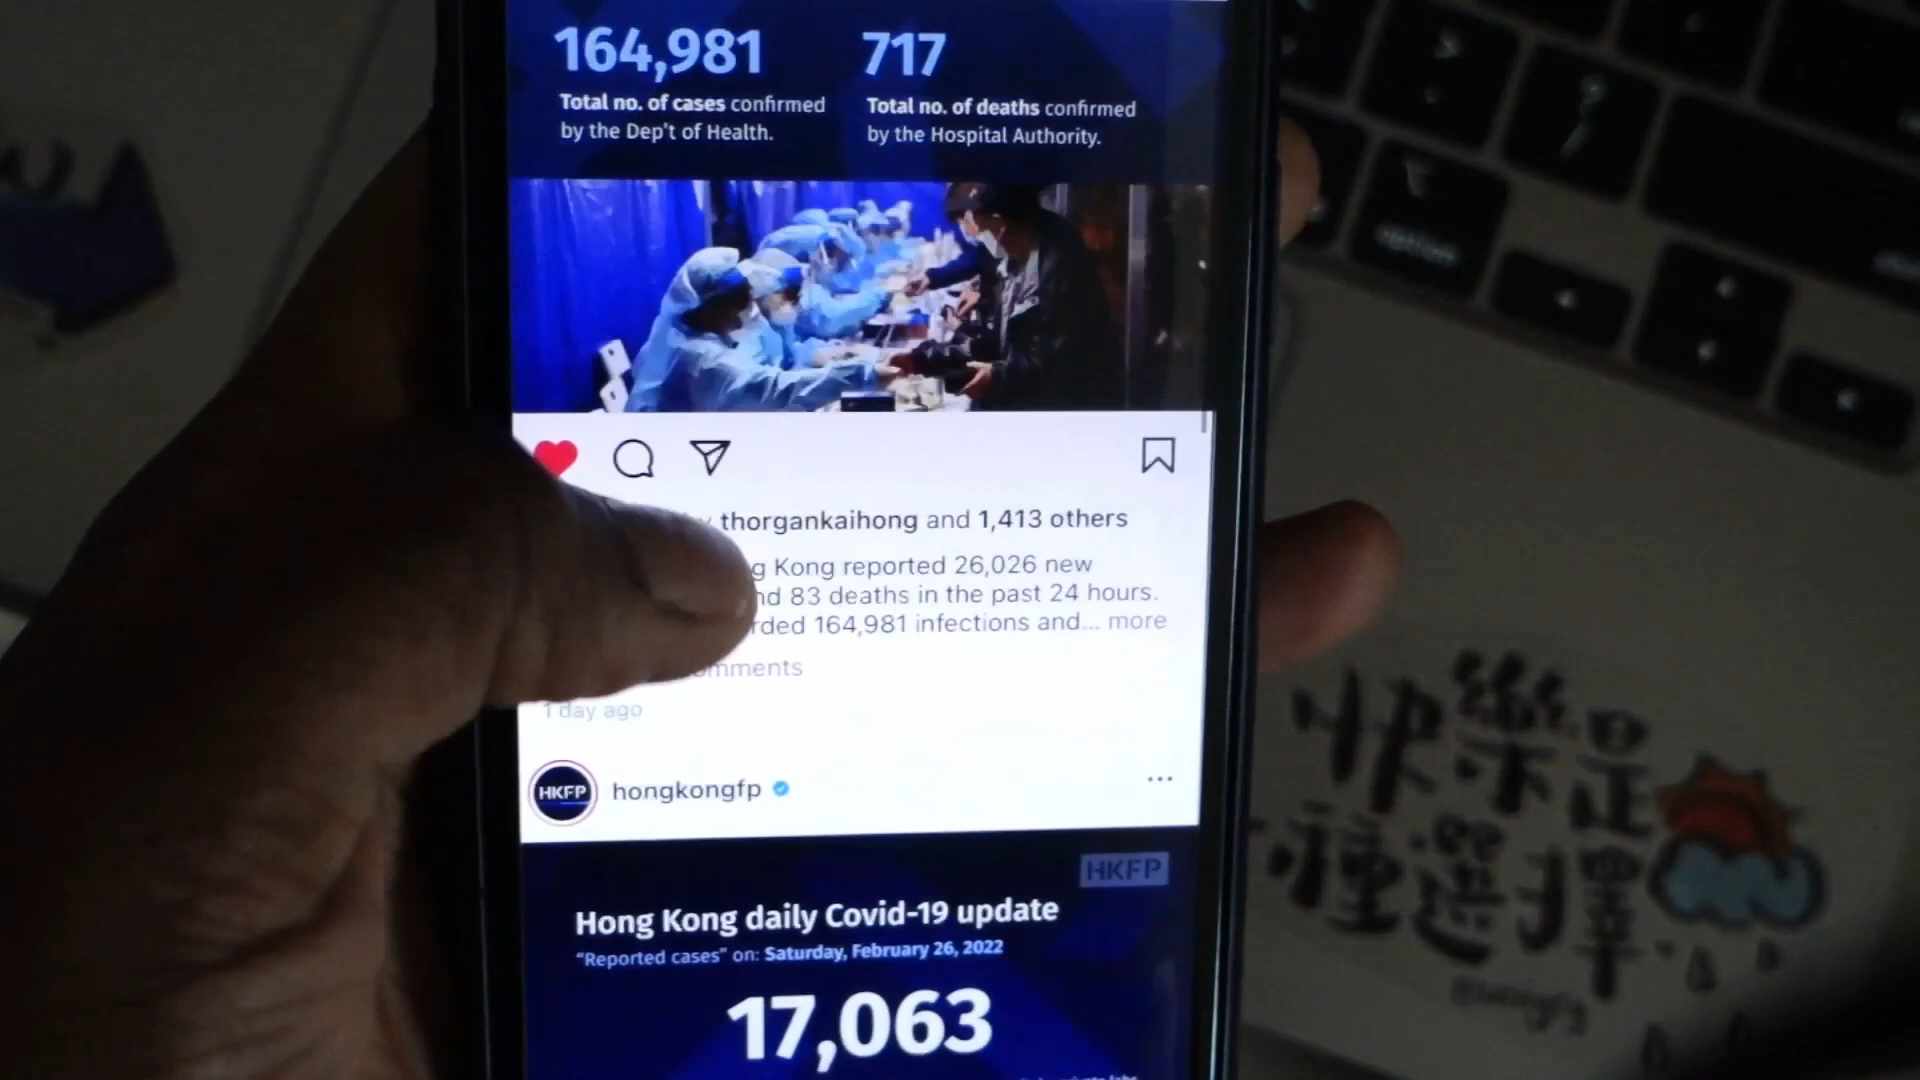 164,981
717
Total no. of cases confirmed
by the Dep't of Health.
Total no. of deaths confirmed
by the Hospital Authority.
thorgankaihong and 1,413 others
Kong reported 26,026 new
83 deaths in the past 24 hours.
164,981 infections and... more
1 day ago
HKFP
hongkongfp
HKFP
Hong Kong daily Covid-19 update
"Reported cases" on: Saturday, February 26, 2022
17,063
option
快樂是
一種選擇